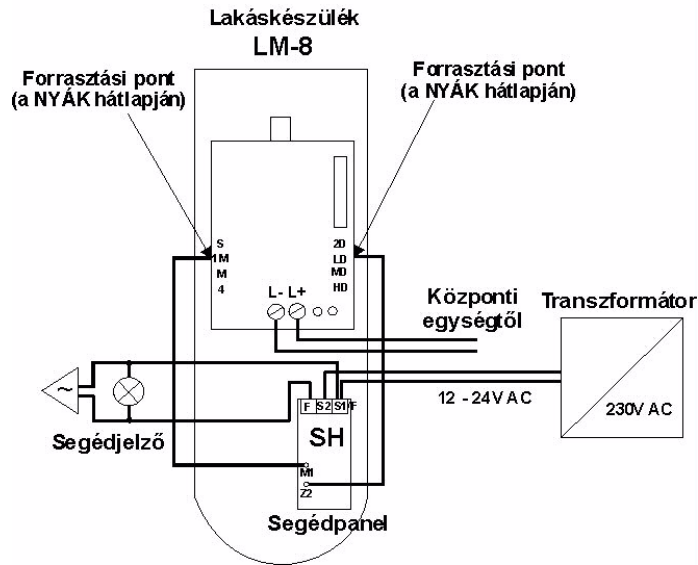 Lakáskészülék
LM-8
Forrasztási pont
(a NYÁK hátlapján)
Forrasztási pont
(a NYÁK hátlapján)
S
1M
M
4
2D
LD
MD
HD
L- L+
Központi
egységtől
Transzformátor
12 - 24V AC
230V AC
~
Segédjelző
F S2 S1/F
SH
M1
Z2
Segédpanel